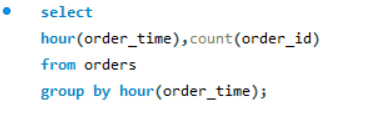 select
hour(order_time),count(order_id)
from orders
group by hour(order_time);